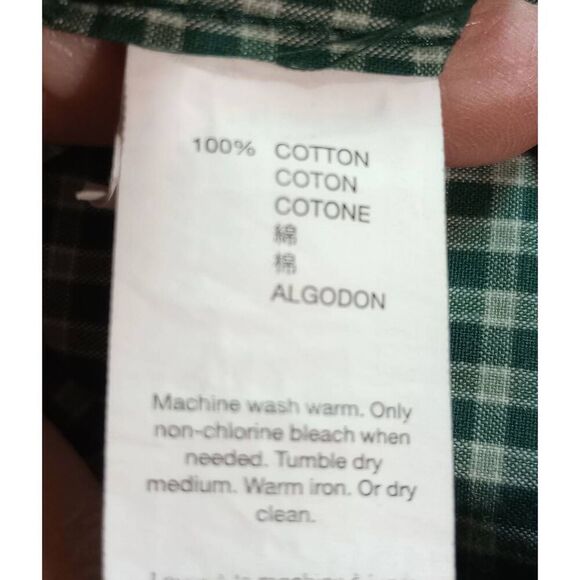 100% COTTON
COTON
COTONE
綿
棉
ALGODON
Machine wash warm. Only
non-chlorine bleach when
needed. Tumble dry
medium. Warm iron. Or dry
clean.